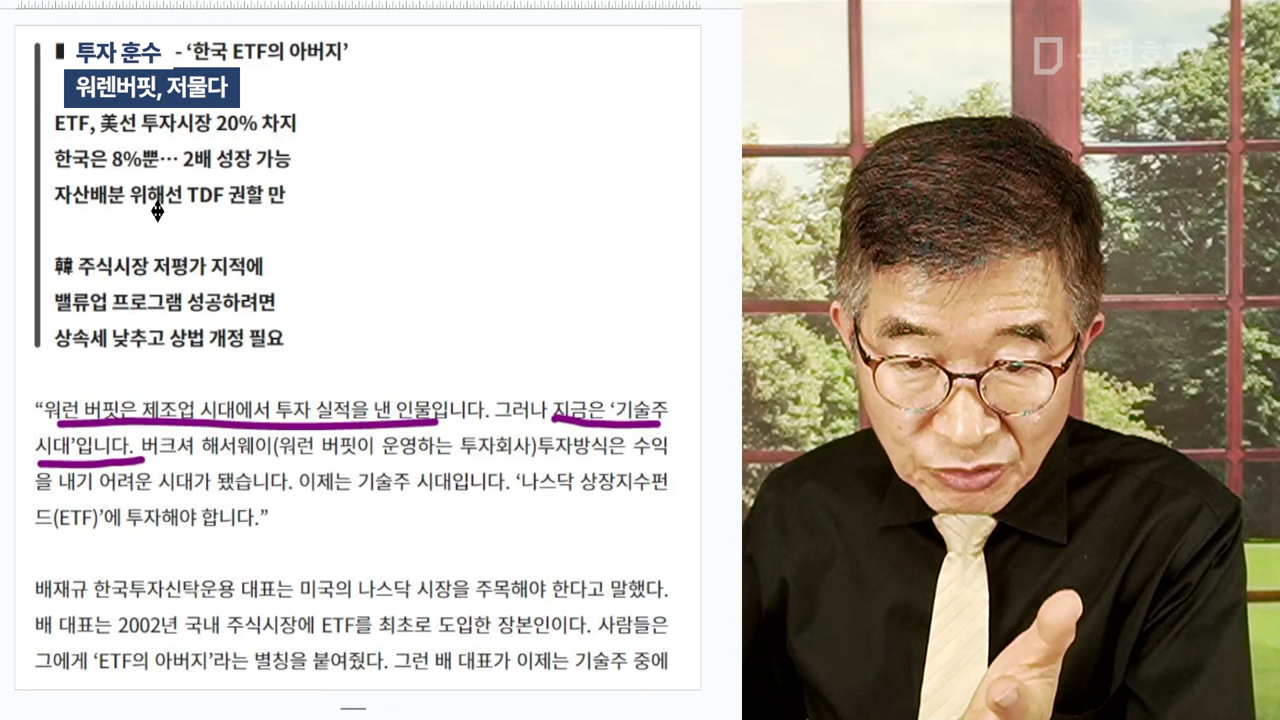 투자 훈수 - ‘한국 ETF의 아버지’
워렌버핏, 저물다
ETF, 美선 투자시장 20% 차지
한국은 8%뿐… 2배 성장 가능
자산배분 위해선 TDF 권할 만
韓 주식시장 저평가 지적에
밸류업 프로그램 성공하려면
상속세 낮추고 상법 개정 필요
“워런 버핏은 제조업 시대에서 투자 실적을 낸 인물입니다. 그러나 지금은 ‘기술주
시대’입니다. 버크셔 해서웨이(워런 버핏이 운영하는 투자회사)투자방식은 수익
을 내기 어려운 시대가 됐습니다. 이제는 기술주 시대입니다. ‘나스닥 상장지수펀
드(ETF)’에 투자해야 합니다.”
배재규 한국투자신탁운용 대표는 미국의 나스닥 시장을 주목해야 한다고 말했다.
배 대표는 2002년 국내 주식시장에 ETF를 최초로 도입한 장본인이다. 사람들은
그에게 ‘ETF의 아버지’라는 별칭을 붙여줬다. 그런 배 대표가 이제는 기술주 중에
공병호TV